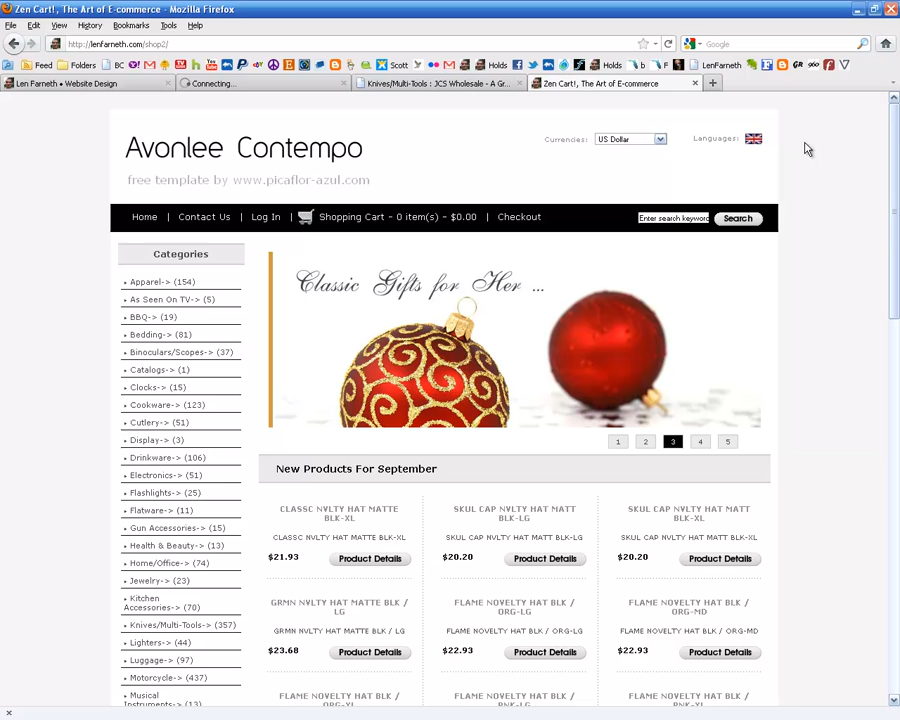 Zen Cart!, The Art of E-commerce - Mozilla Firefox
File Edit View History Bookmarks Tools Help
http://lenfarneth.com/shop2/
Google
Feed Folders BC Scott Holds Holds b F LenFarneth GR 960
Len Farneth • Website Design
Connecting...
Knives/Multi-Tools : JCS Wholesale - A Gr...
Zen Cart!, The Art of E-commerce
Avonlee Contempo
free template by www.picaflor-azul.com
Currencies: US Dollar
Languages:
Home | Contact Us | Log In | Shopping Cart - 0 item(s) - $0.00 | Checkout
Enter search keyword
Search
Categories
Apparel-> (154)
As Seen On TV-> (5)
BBQ-> (19)
Bedding-> (81)
Binoculars/Scopes-> (37)
Catalogs-> (1)
Clocks-> (15)
Cookware-> (123)
Cutlery-> (51)
Display-> (3)
Drinkware-> (106)
Electronics-> (51)
Flashlights-> (25)
Flatware-> (11)
Gun Accessories-> (15)
Health & Beauty-> (13)
Home/Office-> (74)
Jewelry-> (23)
Kitchen
Accessories-> (70)
Knives/Multi-Tools-> (357)
Lighters-> (44)
Luggage-> (97)
Motorcycle-> (437)
Musical
Instruments-> (13)
Classic Gifts for Her ...
1 2 3 4 5
New Products For September
CLASSC NVLTY HAT MATTE
BLK-XL
CLASSC NVLTY HAT MATTE BLK-XL
$21.93 Product Details
SKUL CAP NVLTY HAT MATT
BLK-LG
SKUL CAP NVLTY HAT MATT BLK-LG
$20.20 Product Details
SKUL CAP NVLTY HAT MATT
BLK-XL
SKUL CAP NVLTY HAT MATT BLK-XL
$20.20 Product Details
GRMN NVLTY HAT MATTE BLK /
LG
GRMN NVLTY HAT MATTE BLK / LG
$23.68 Product Details
FLAME NOVELTY HAT BLK /
ORG-LG
FLAME NOVELTY HAT BLK / ORG-LG
$22.93 Product Details
FLAME NOVELTY HAT BLK /
ORG-MD
FLAME NOVELTY HAT BLK / ORG-MD
$22.93 Product Details
FLAME NOVELTY HAT BLK /
ORG-XL
FLAME NOVELTY HAT BLK /
PNK-LG
FLAME NOVELTY HAT BLK /
PNK-XL